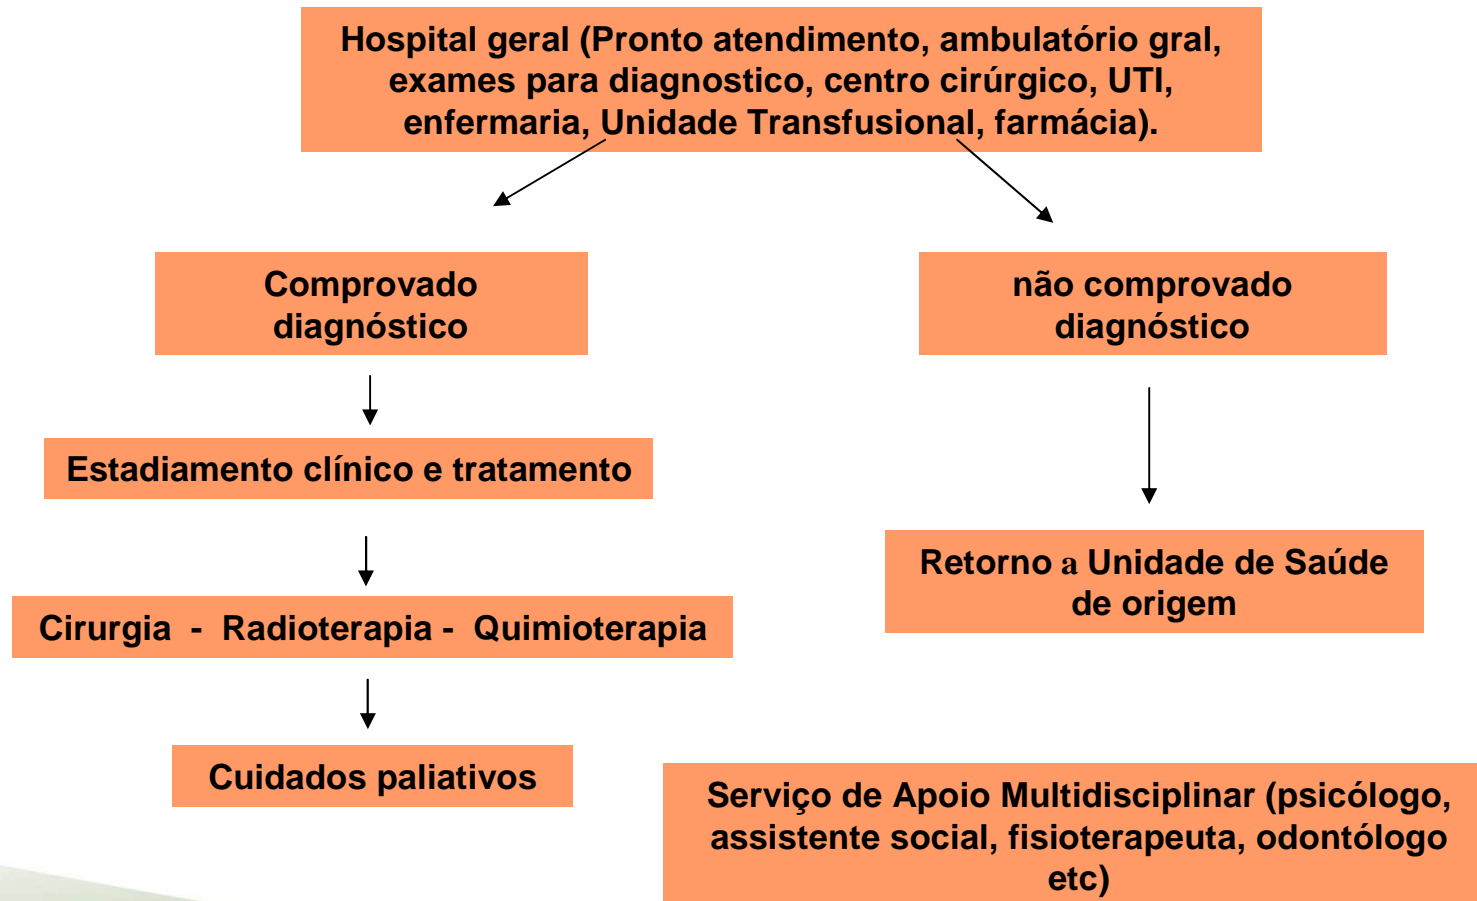 Hospital geral (Pronto atendimento, ambulatório gral,
exames para diagnostico, centro cirúrgico, UTI,
enfermaria, Unidade Transfusional, farmácia).
Comprovado
diagnóstico
não comprovado
diagnóstico
Estadiamento clínico e tratamento
Retorno a Unidade de Saúde
de origem
Cirurgia - Radioterapia - Quimioterapia
Cuidados paliativos
Serviço de Apoio Multidisciplinar (psicólogo,
assistente social, fisioterapeuta, odontólogo
etc)